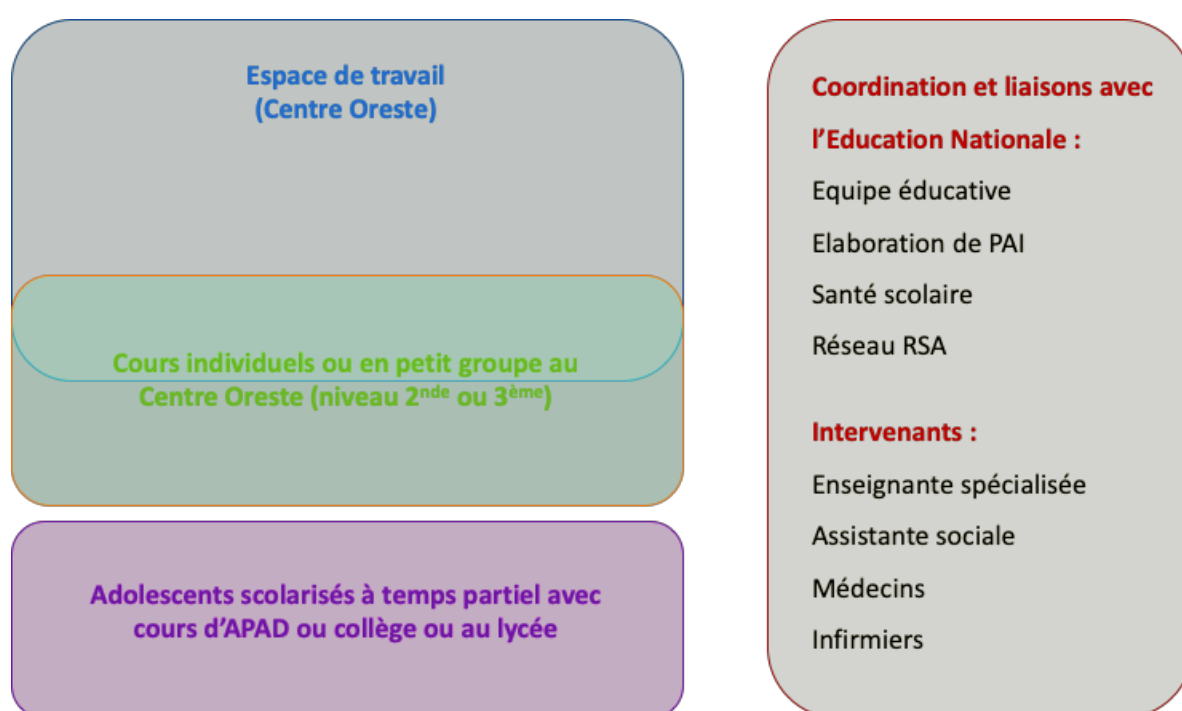 Espace de travail
(Centre Oreste)
Cours individuels ou en petit groupe au
Centre Oreste (niveau 2nde ou 3ème)
Adolescents scolarisés à temps partiel avec
cours d’APAD ou collège ou au lycée
Coordination et liaisons avec
l’Education Nationale :
Equipe éducative
Elaboration de PAI
Santé scolaire
Réseau RSA
Intervenants :
Enseignante spécialisée
Assistante sociale
Médecins
Infirmiers